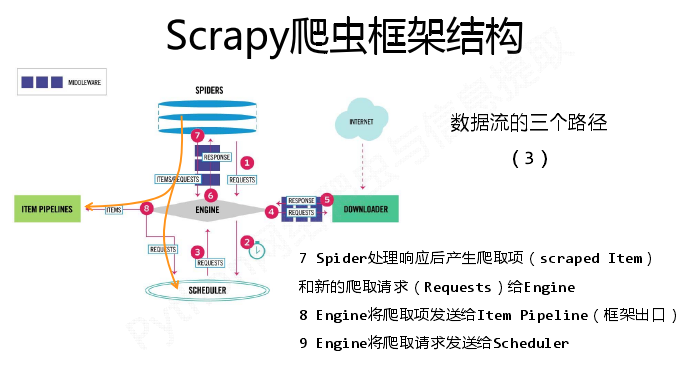 Scrapy爬虫框架结构
MIDDLEWARE
SPIDERS
INTERNET
数据流的三个路径
（3）
7
RESPONSE
1
ITEMS/REQUESTS
REQUESTS
6
ITEM PIPELINES
ITEMS
8
ENGINE
4
RESPONSE
REQUESTS
5
DOWNLOADER
REQUESTS
3
REQUESTS
2
REQUESTS
SCHEDULER
7 Spider处理响应后产生爬取项（scraped Item）
和新的爬取请求（Requests）给Engine
8 Engine将爬取项发送给Item Pipeline（框架出口）
9 Engine将爬取请求发送给Scheduler